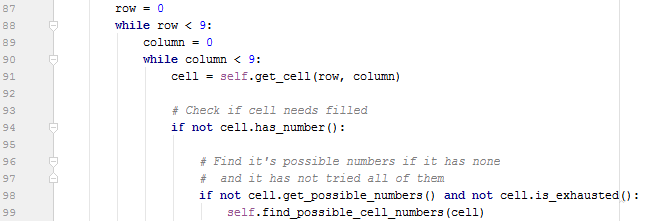 87 row = 0
88 while row < 9:
89 column = 0
90 while column < 9:
91 cell = self.get_cell(row, column)
92
93 # Check if cell needs filled
94 if not cell.has_number():
95
96 # Find it's possible numbers if it has none
97 # and it has not tried all of them
98 if not cell.get_possible_numbers() and not cell.is_exhausted():
99 self.find_possible_cell_numbers(cell)